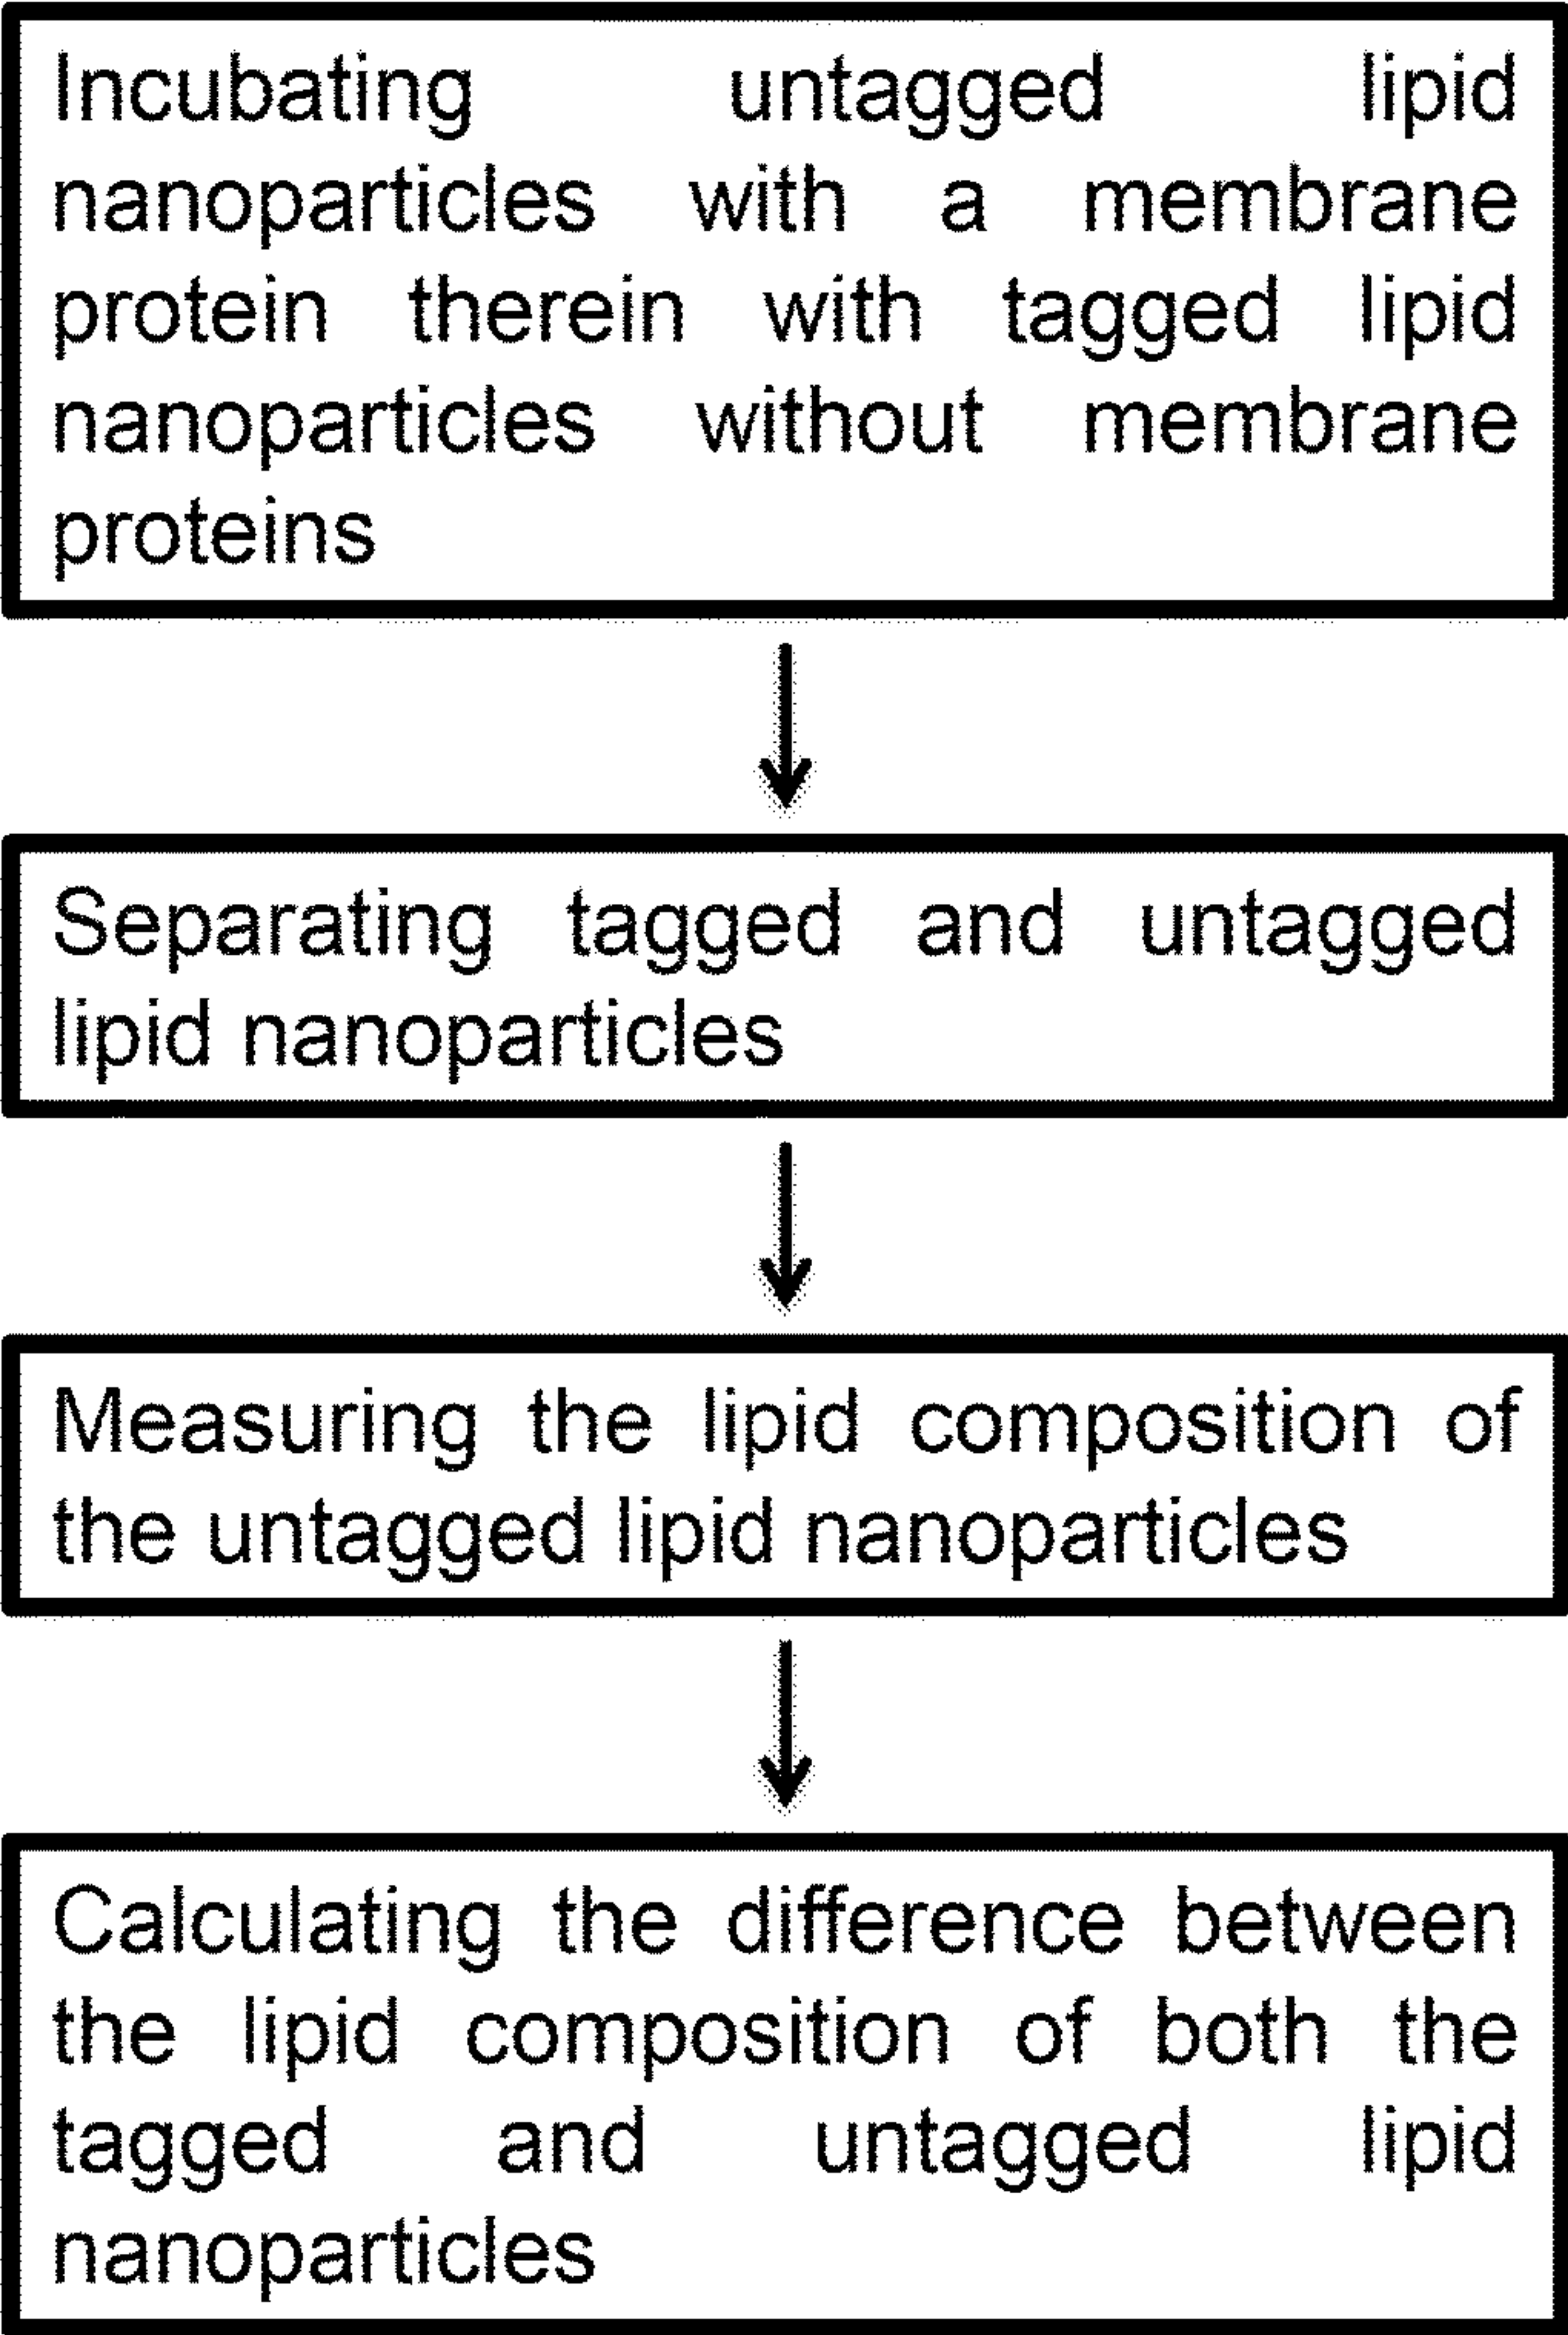 Incubating untagged lipid
nanoparticles with a membrane
protein therein with tagged lipid
nanoparticles without membrane
proteins
Separating tagged and untagged
lipid nanoparticles
Measuring the lipid composition of
the untagged lipid nanoparticles
Calculating the difference between
the lipid composition of both the
tagged and untagged lipid
nanoparticles